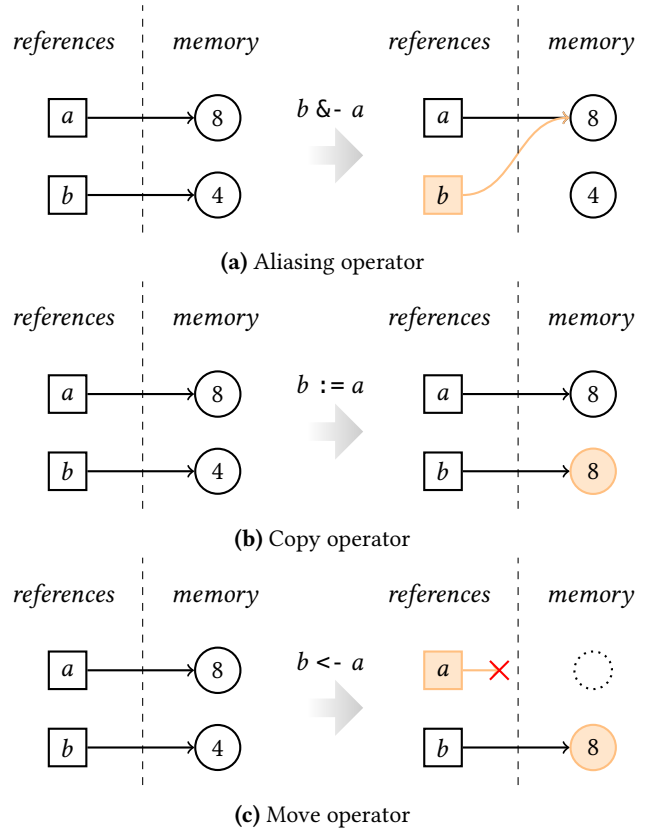 references memory references memory
a 8 b &- a a 8
b 4 b 4
(a) Aliasing operator
references memory references memory
a 8 b := a a 8
b 4 b 8
(b) Copy operator
references memory references memory
a 8 b <- a a
b 4 b 8
(c) Move operator